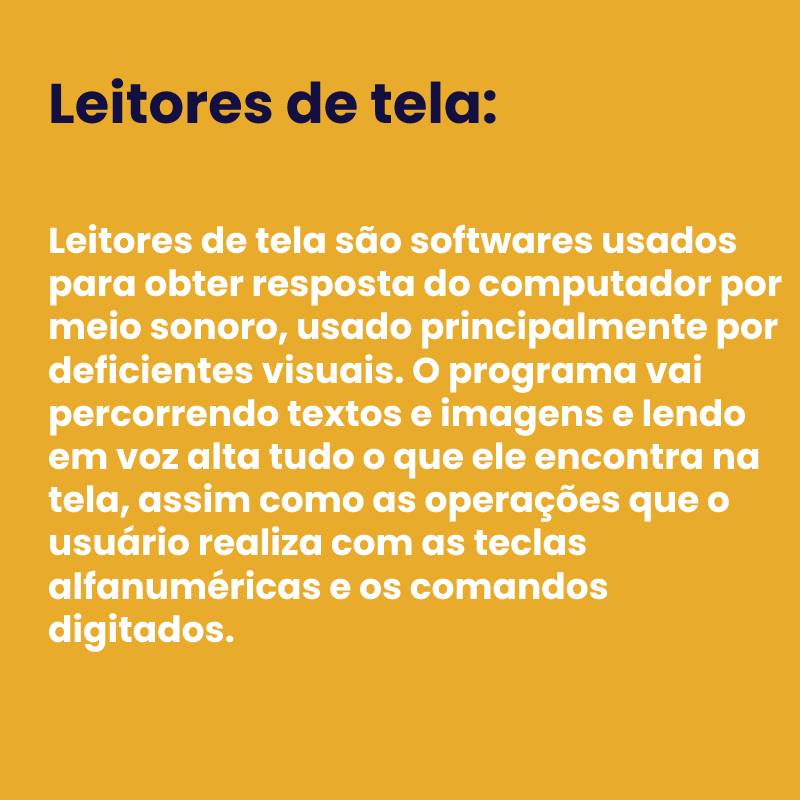 Leitores de tela:
Leitores de tela são softwares usados
para obter resposta do computador por
meio sonoro, usado principalmente por
deficientes visuais. O programa vai
percorrendo textos e imagens e lendo
em voz alta tudo o que ele encontra na
tela, assim como as operações que o
usuário realiza com as teclas
alfanuméricas e os comandos
digitados.